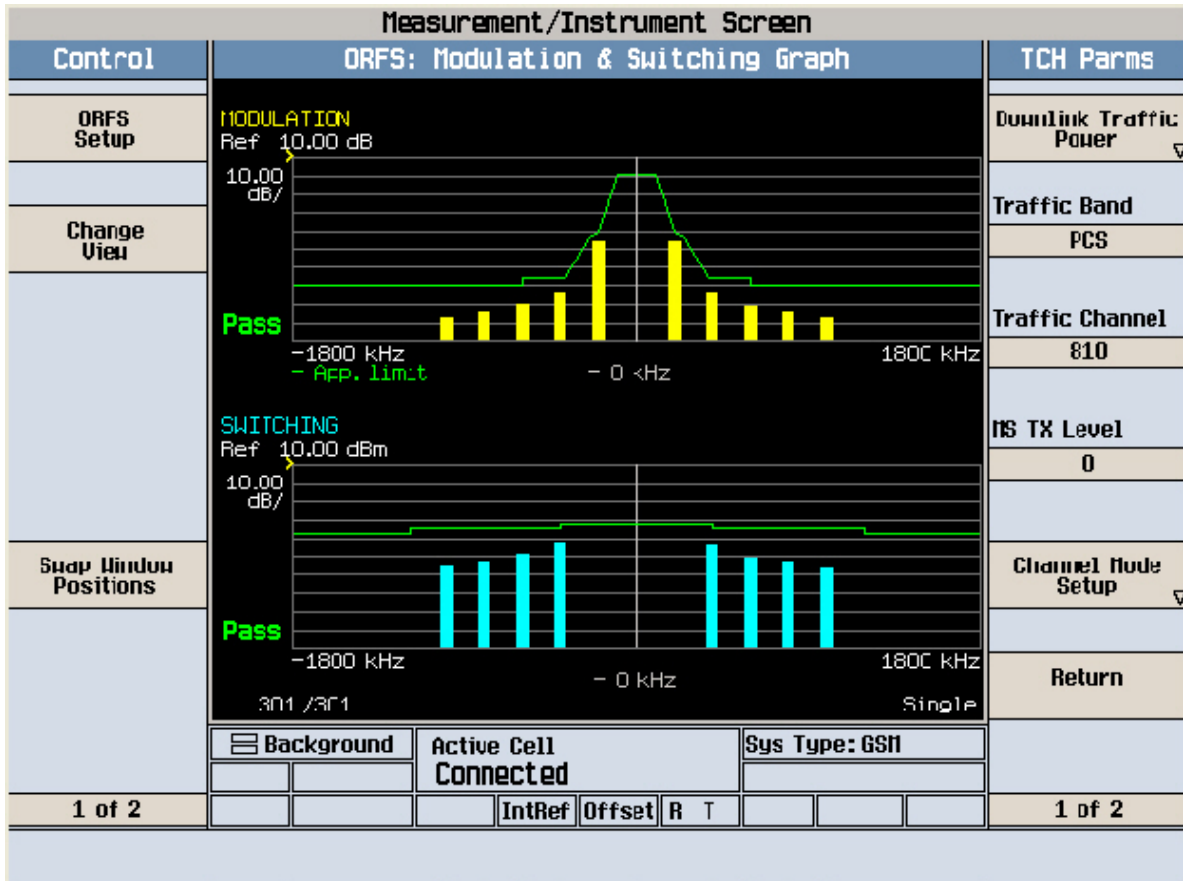 Measurement/Instrument Screen
Control
ORFS: Modulation & Switching Graph
TCH Parms
ORFS
Setup
Change
View
Swap Window
Positions
1 of 2
MODULATION
Ref 10.00 dB
10.00
dB/
Pass
-1800 kHz
1800 kHz
- App. limit
- 0 kHz
SWITCHING
Ref 10.00 dBm
10.00
dB/
Pass
-1800 kHz
1800 kHz
- 0 kHz
301 /301
Single
Background
Active Cell
Connected
Sys Type: GSM
IntRef
Offset
R T
Downlink Traffic
Power
Traffic Band
PCS
Traffic Channel
810
MS TX Level
0
Channel Mode
Setup
Return
1 of 2